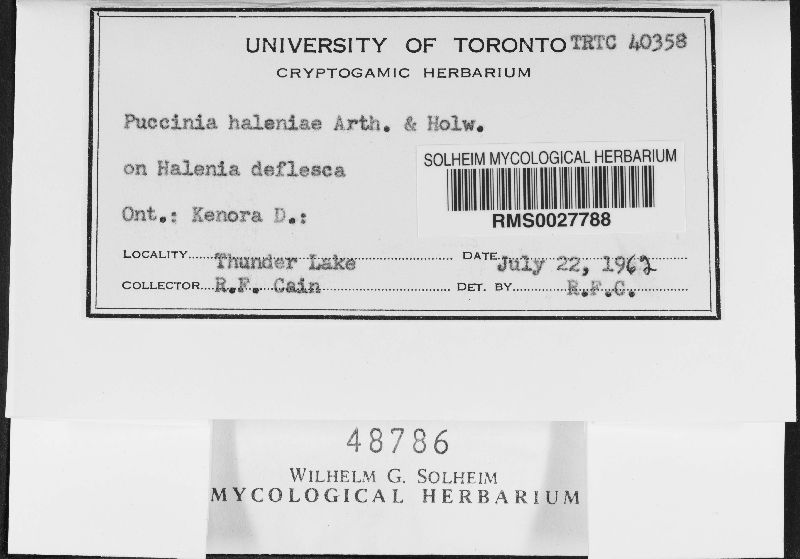 UNIVERSITY OF TORONTO TRTC 40358
CRYPTOGAMIC HERBARIUM
Puccinia haleniae Arth. & Holw.
on Halenia deflesca
SOLHEIM MYCOLOGICAL HERBARIUM
RMS0027788
Ont.: Kenora D.:
LOCALITY Thunder Lake DATE July 22, 1962
COLLECTOR R.F. Cain DET. BY R.F.C.
48786
WILHELM G. SOLHEIM
MYCOLOGICAL HERBARIUM